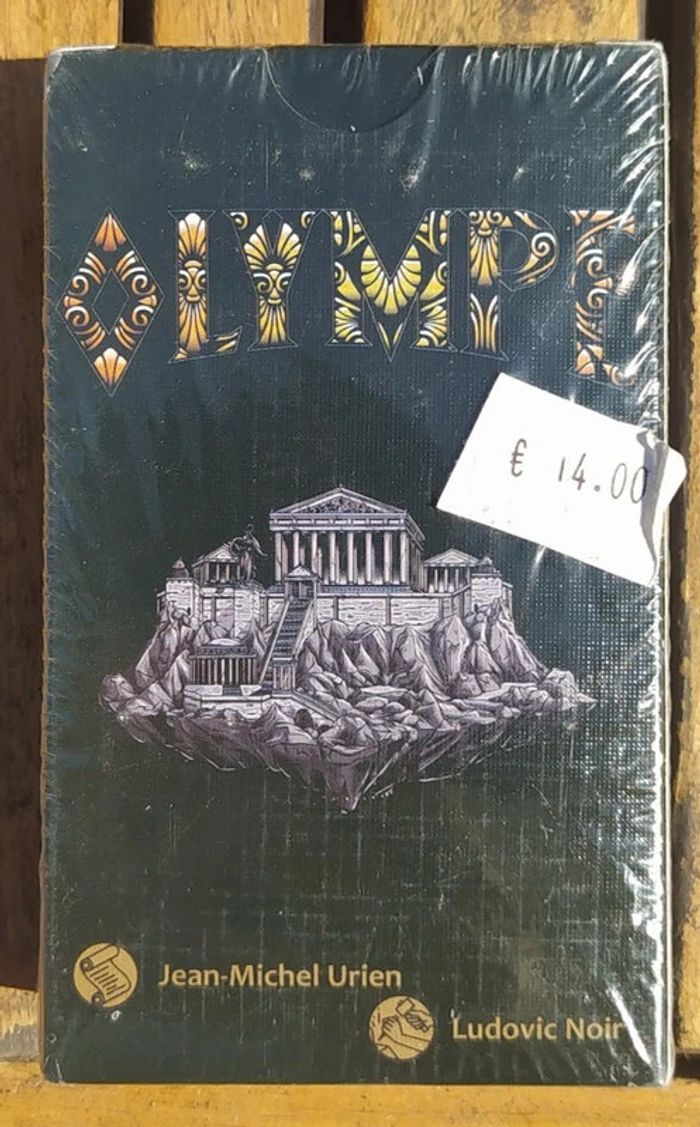 OLYMPE
€ 14.00
Jean-Michel Urien
Ludovic Noir